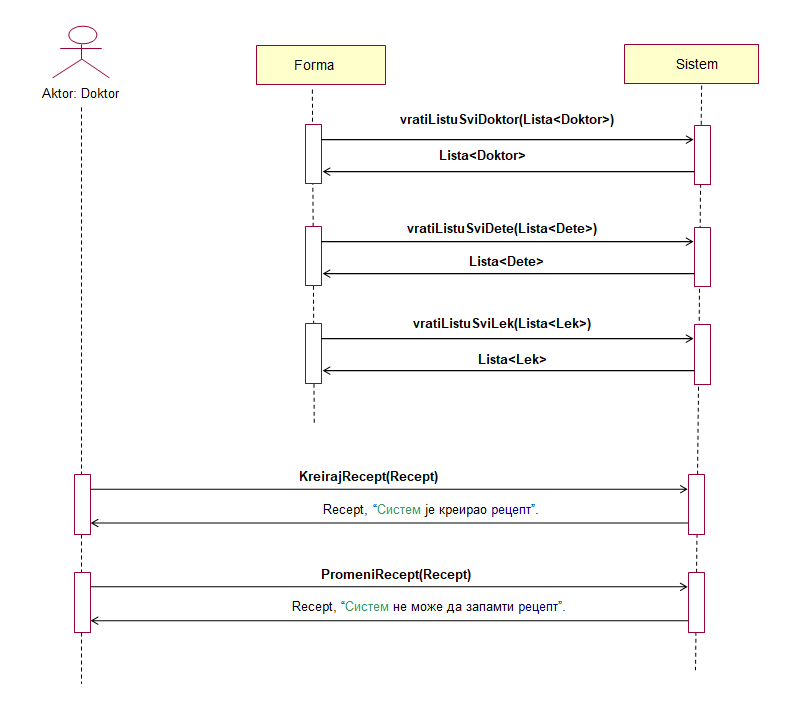 Aktor: Doktor
Forma
Sistem
vratiListuSviDoktor(Lista<Doktor>)
Lista<Doktor>
vratiListuSviDete(Lista<Dete>)
Lista<Dete>
vratiListuSviLek(Lista<Lek>)
Lista<Lek>
KreirajRecept(Recept)
Recept, “Систем је креирао рецепт”.
PromeniRecept(Recept)
Recept, “Систем не може да запамти рецепт”.